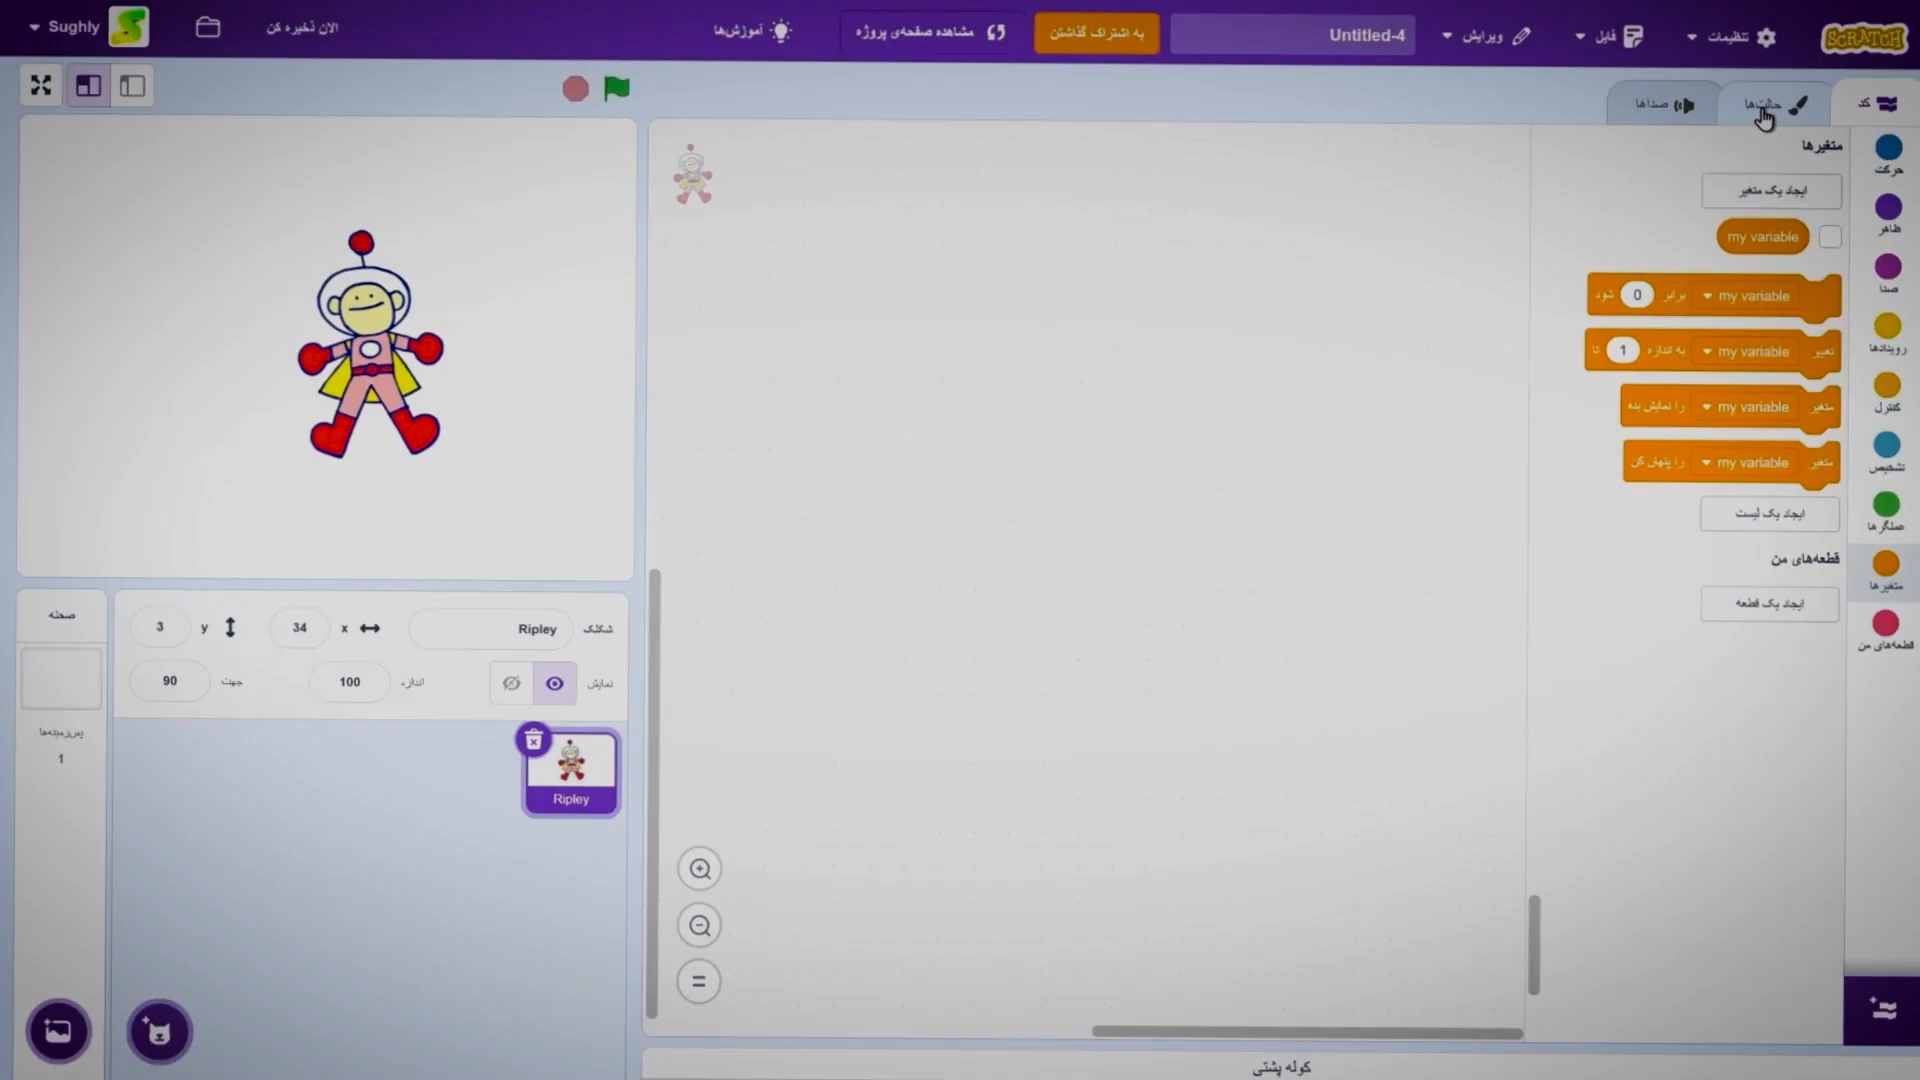 SCRATCH
تنظیمات
فایل
ویرایش
Untitled-4
به اشتراک گذاشتن
مشاهده صفحه‌ی پروژه
آموزش‌ها
الان ذخیره کن
Sughly
کد
حالت‌ها
صداها
حرکت
ظاهر
صدا
رویدادها
کنترل
تشخیص
عملگرها
متغیرها
قطعه‌های من
متغیرها
ایجاد یک متغیر
my variable
my variable برابر 0 شود
تغییر my variable به اندازه 1 تا
متغیر my variable را نمایش بده
متغیر my variable را پنهان کن
ایجاد یک لیست
قطعه‌های من
ایجاد یک قطعه
شکلک Ripley x 34 y 3
نمایش اندازه 100 جهت 90
Ripley
صحنه
پس‌زمینه‌ها
1
کوله پشتی